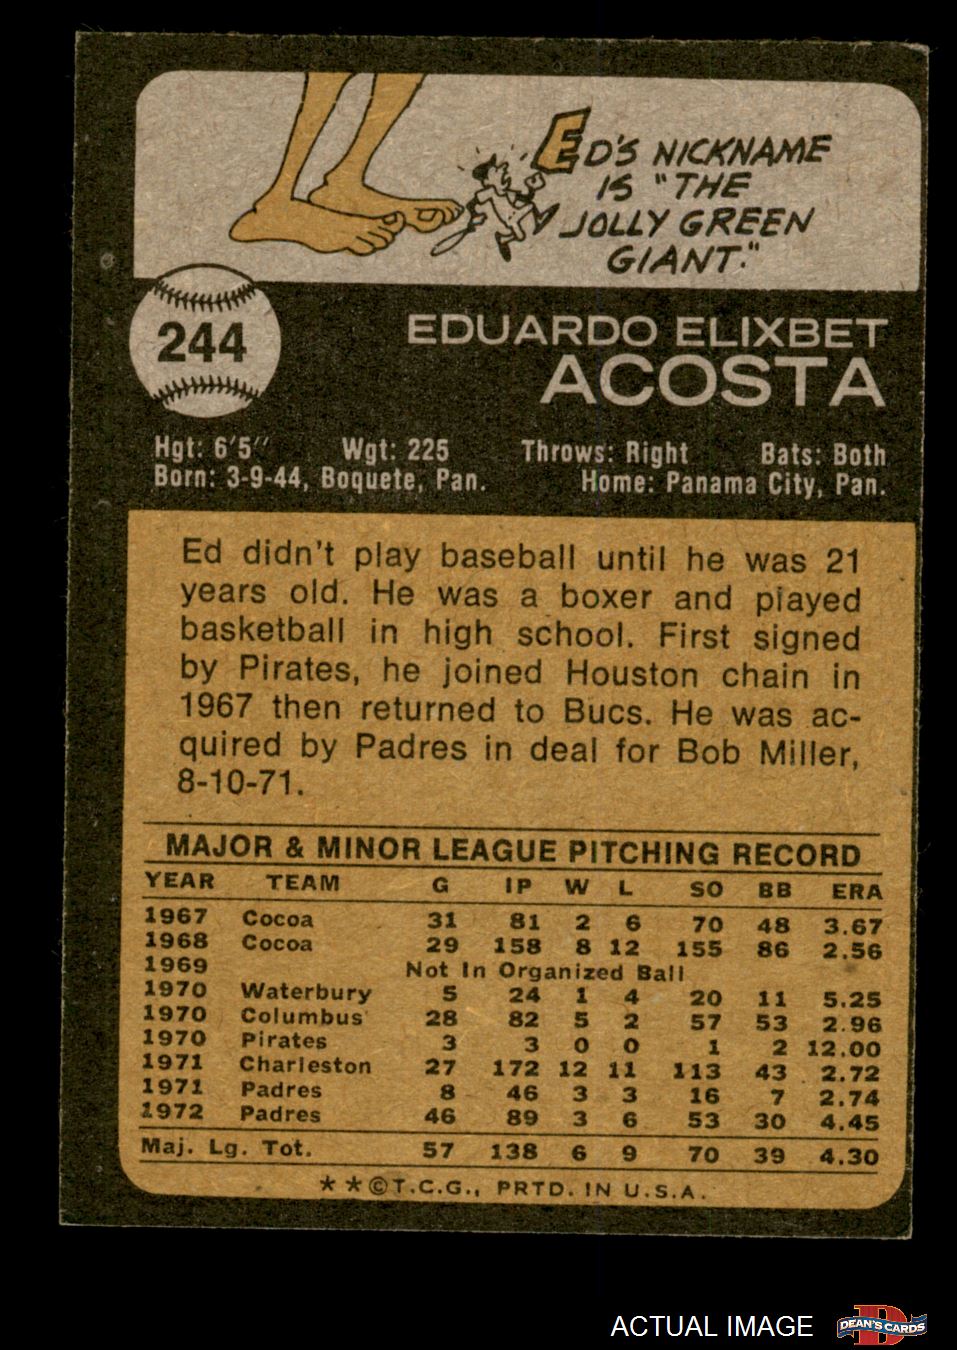 ED'S NICKNAME
IS "THE
JOLLY GREEN
GIANT."
244
EDUARDO ELIXBET
ACOSTA
Hgt: 6'5" Wgt: 225 Throws: Right Bats: Both
Born: 3-9-44, Boquete, Pan. Home: Panama City, Pan.
Ed didn't play baseball until he was 21
years old. He was a boxer and played
basketball in high school. First signed
by Pirates, he joined Houston chain in
1967 then returned to Bucs. He was ac-
quired by Padres in deal for Bob Miller,
8-10-71.
MAJOR & MINOR LEAGUE PITCHING RECORD
YEAR TEAM G IP W L SO BB ERA
1967 Cocoa 31 81 2 6 70 48 3.67
1968 Cocoa 29 158 8 12 155 86 2.56
1969 Not In Organized Ball
1970 Waterbury 5 24 1 4 20 11 5.25
1970 Columbus 28 82 5 2 57 53 2.96
1970 Pirates 3 3 0 0 1 2 12.00
1971 Charleston 27 172 12 11 113 43 2.72
1971 Padres 8 46 3 3 16 7 2.74
1972 Padres 46 89 3 6 53 30 4.45
Maj. Lg. Tot. 57 138 6 9 70 39 4.30
★★©T.C.G., PRTD. IN U.S.A.
ACTUAL IMAGE
D
DEAN'S CARDS